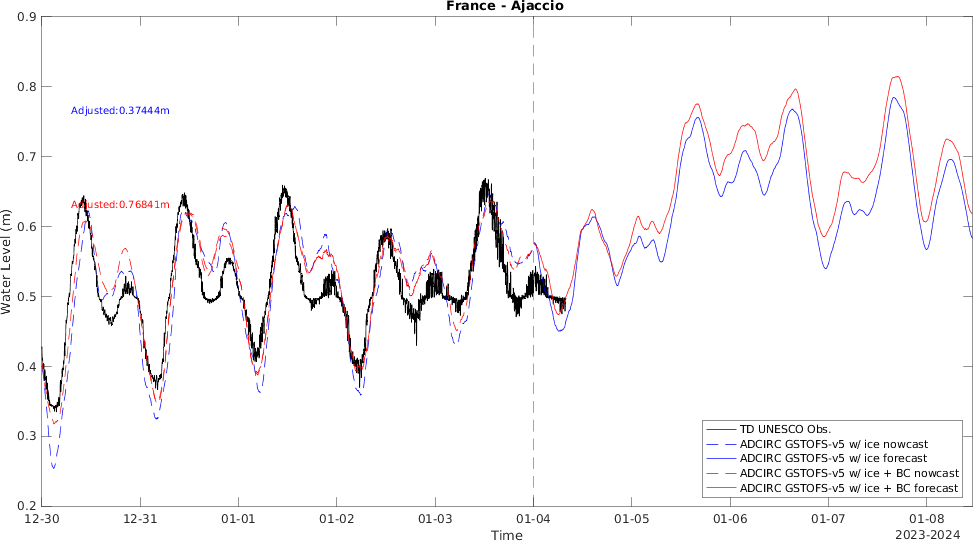 France - Ajaccio
0.9
0.8
0.7
0.6
0.5
0.4
0.3
0.2
Water Level (m)
Adjusted:0.37444m
Adjusted:0.76841m
TD UNESCO Obs.
ADCIRC GSTOFS-v5 w/ ice nowcast
ADCIRC GSTOFS-v5 w/ ice forecast
ADCIRC GSTOFS-v5 w/ ice + BC nowcast
ADCIRC GSTOFS-v5 w/ ice + BC forecast
12-30 12-31 01-01 01-02 01-03 01-04 01-05 01-06 01-07 01-08
Time
2023-2024